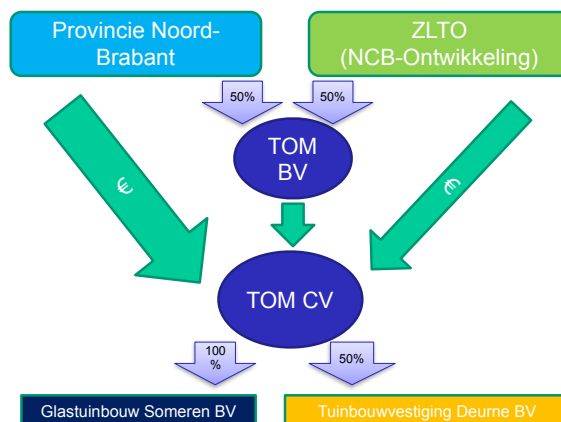 Provincie Noord-
Brabant
ZLTO
(NCB-Ontwikkeling)
50%
50%
TOM
BV
€
€
TOM CV
100
%
50%
Glastuinbouw Someren BV
Tuinbouwvestiging Deurne BV